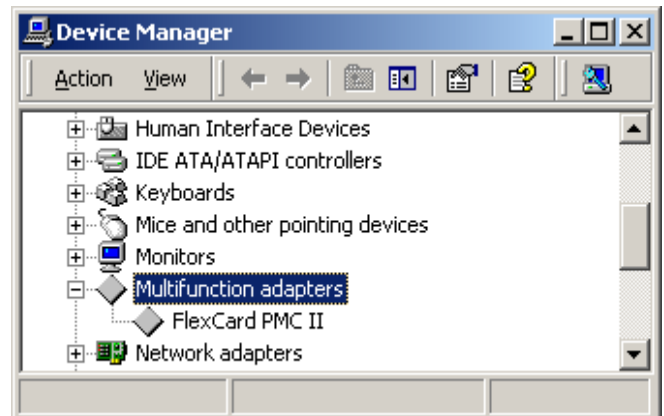 Device Manager
Action View
Human Interface Devices
IDE ATA/ATAPI controllers
Keyboards
Mice and other pointing devices
Monitors
Multifunction adapters
FlexCard PMC II
Network adapters